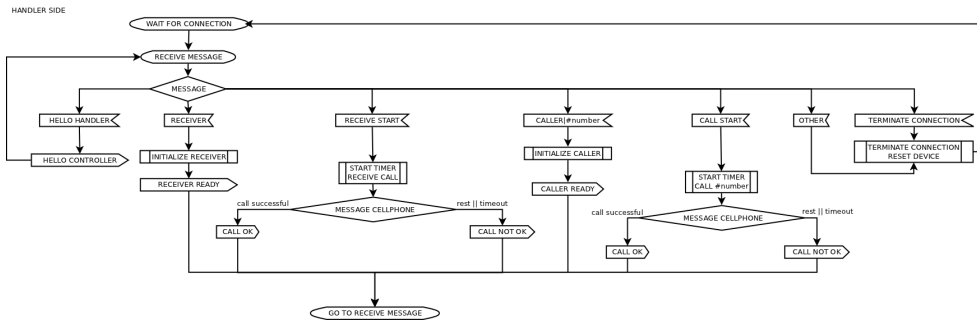 HANDLER SIDE
WAIT FOR CONNECTION
RECEIVE MESSAGE
MESSAGE
HELLO HANDLER
RECEIVER
RECEIVE START
CALLER|#number
CALL START
OTHER
TERMINATE CONNECTION
HELLO CONTROLLER
INITIALIZE RECEIVER
INITIALIZE CALLER
TERMINATE CONNECTION
RESET DEVICE
START TIMER
RECEIVE CALL
START TIMER
CALL #number
RECEIVER READY
CALLER READY
call successful
MESSAGE CELLPHONE
rest || timeout
call successful
MESSAGE CELLPHONE
rest || timeout
CALL OK
CALL NOT OK
CALL OK
CALL NOT OK
GO TO RECEIVE MESSAGE